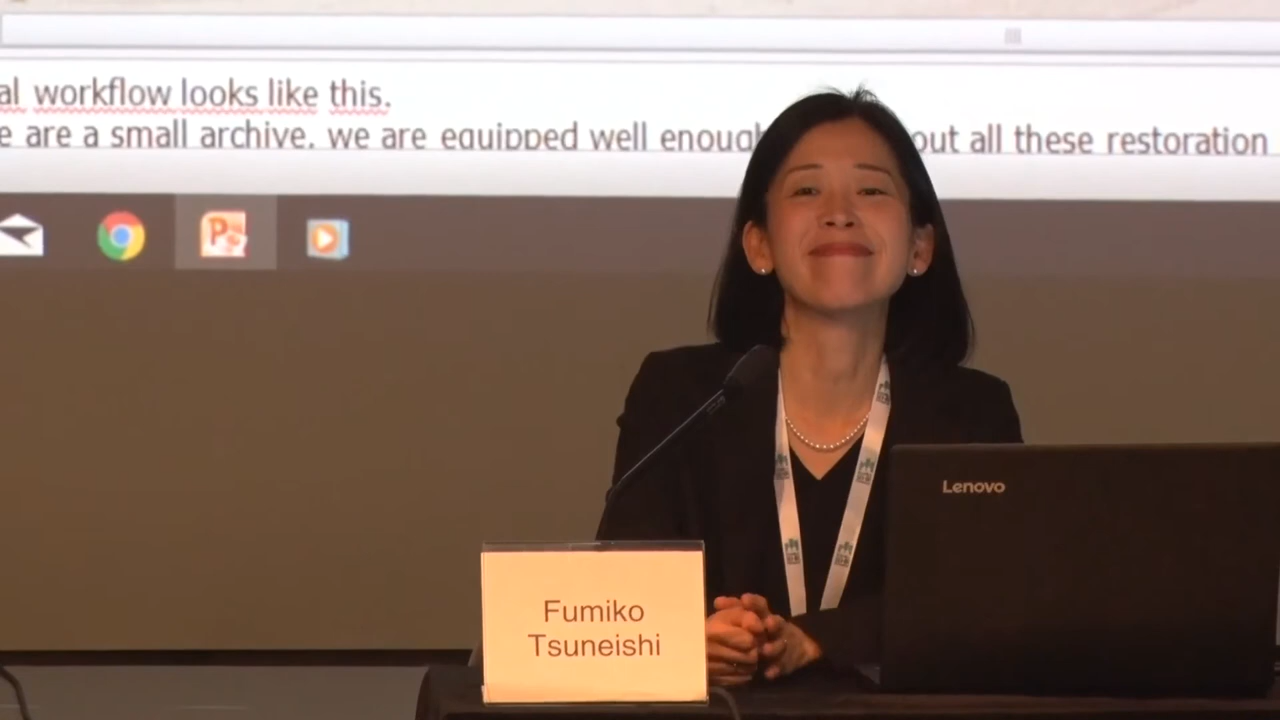 al workflow looks like this.
e are a small archive, we are equipped well enough out all these restoration
Lenovo
Fumiko
Tsuneishi